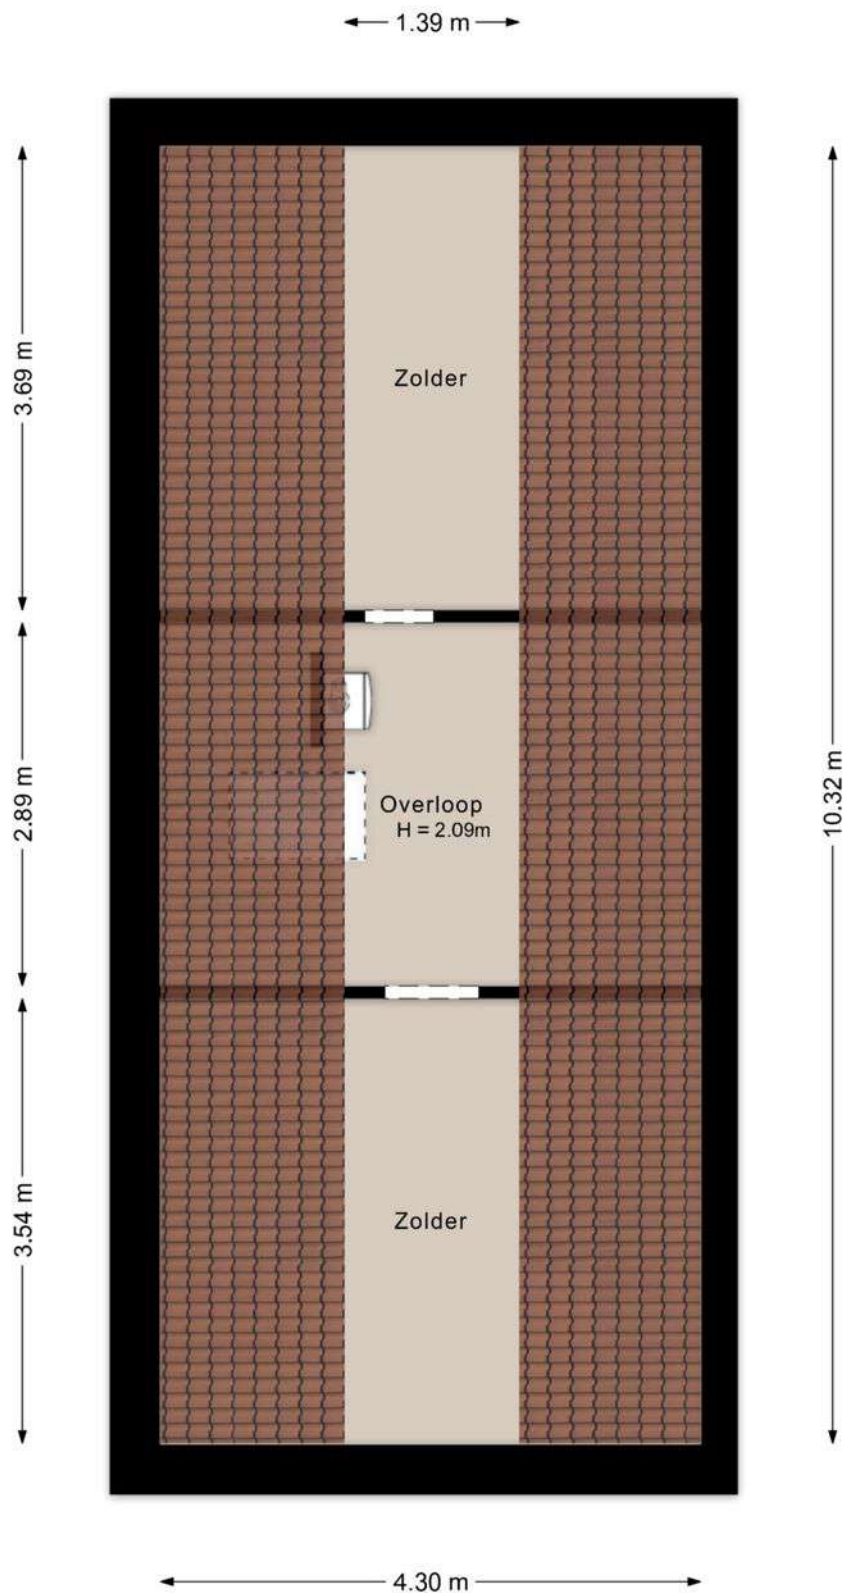 1.39 m
3.69 m
Zolder
2.89 m
Overloop
H = 2.09m
10.32 m
3.54 m
Zolder
4.30 m